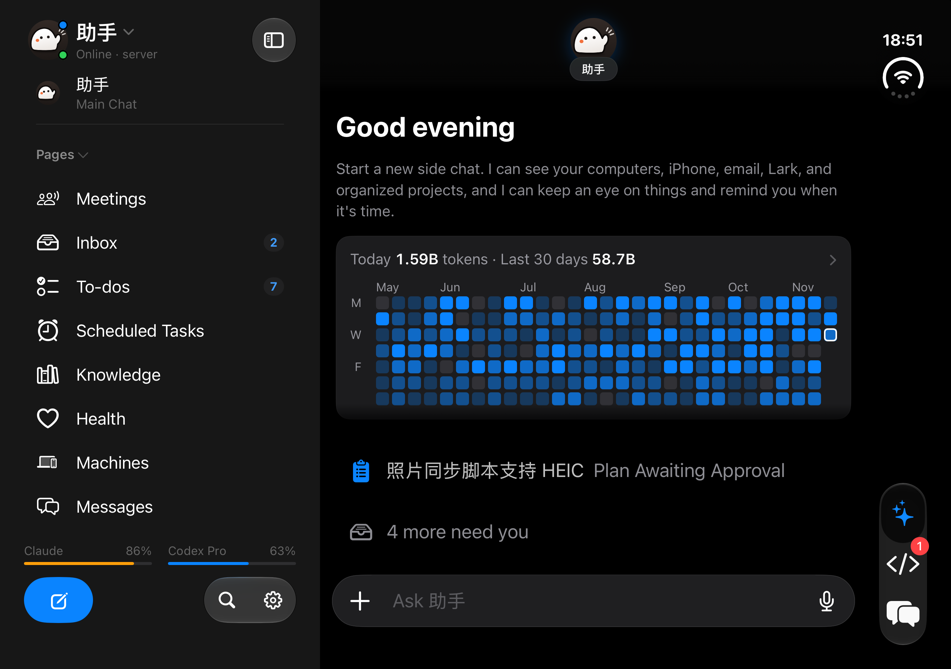 助手
Online · server
助手
Main Chat
Pages
Meetings
Inbox 2
To-dos 7
Scheduled Tasks
Knowledge
Health
Machines
Messages
Claude 86%
Codex Pro 63%
助手
18:51
Good evening
Start a new side chat. I can see your computers, iPhone, email, Lark, and
organized projects, and I can keep an eye on things and remind you when
it's time.
Today 1.59B tokens · Last 30 days 58.7B
May Jun Jul Aug Sep Oct Nov
M
W
F
照片同步脚本支持 HEIC Plan Awaiting Approval
4 more need you
Ask 助手
1